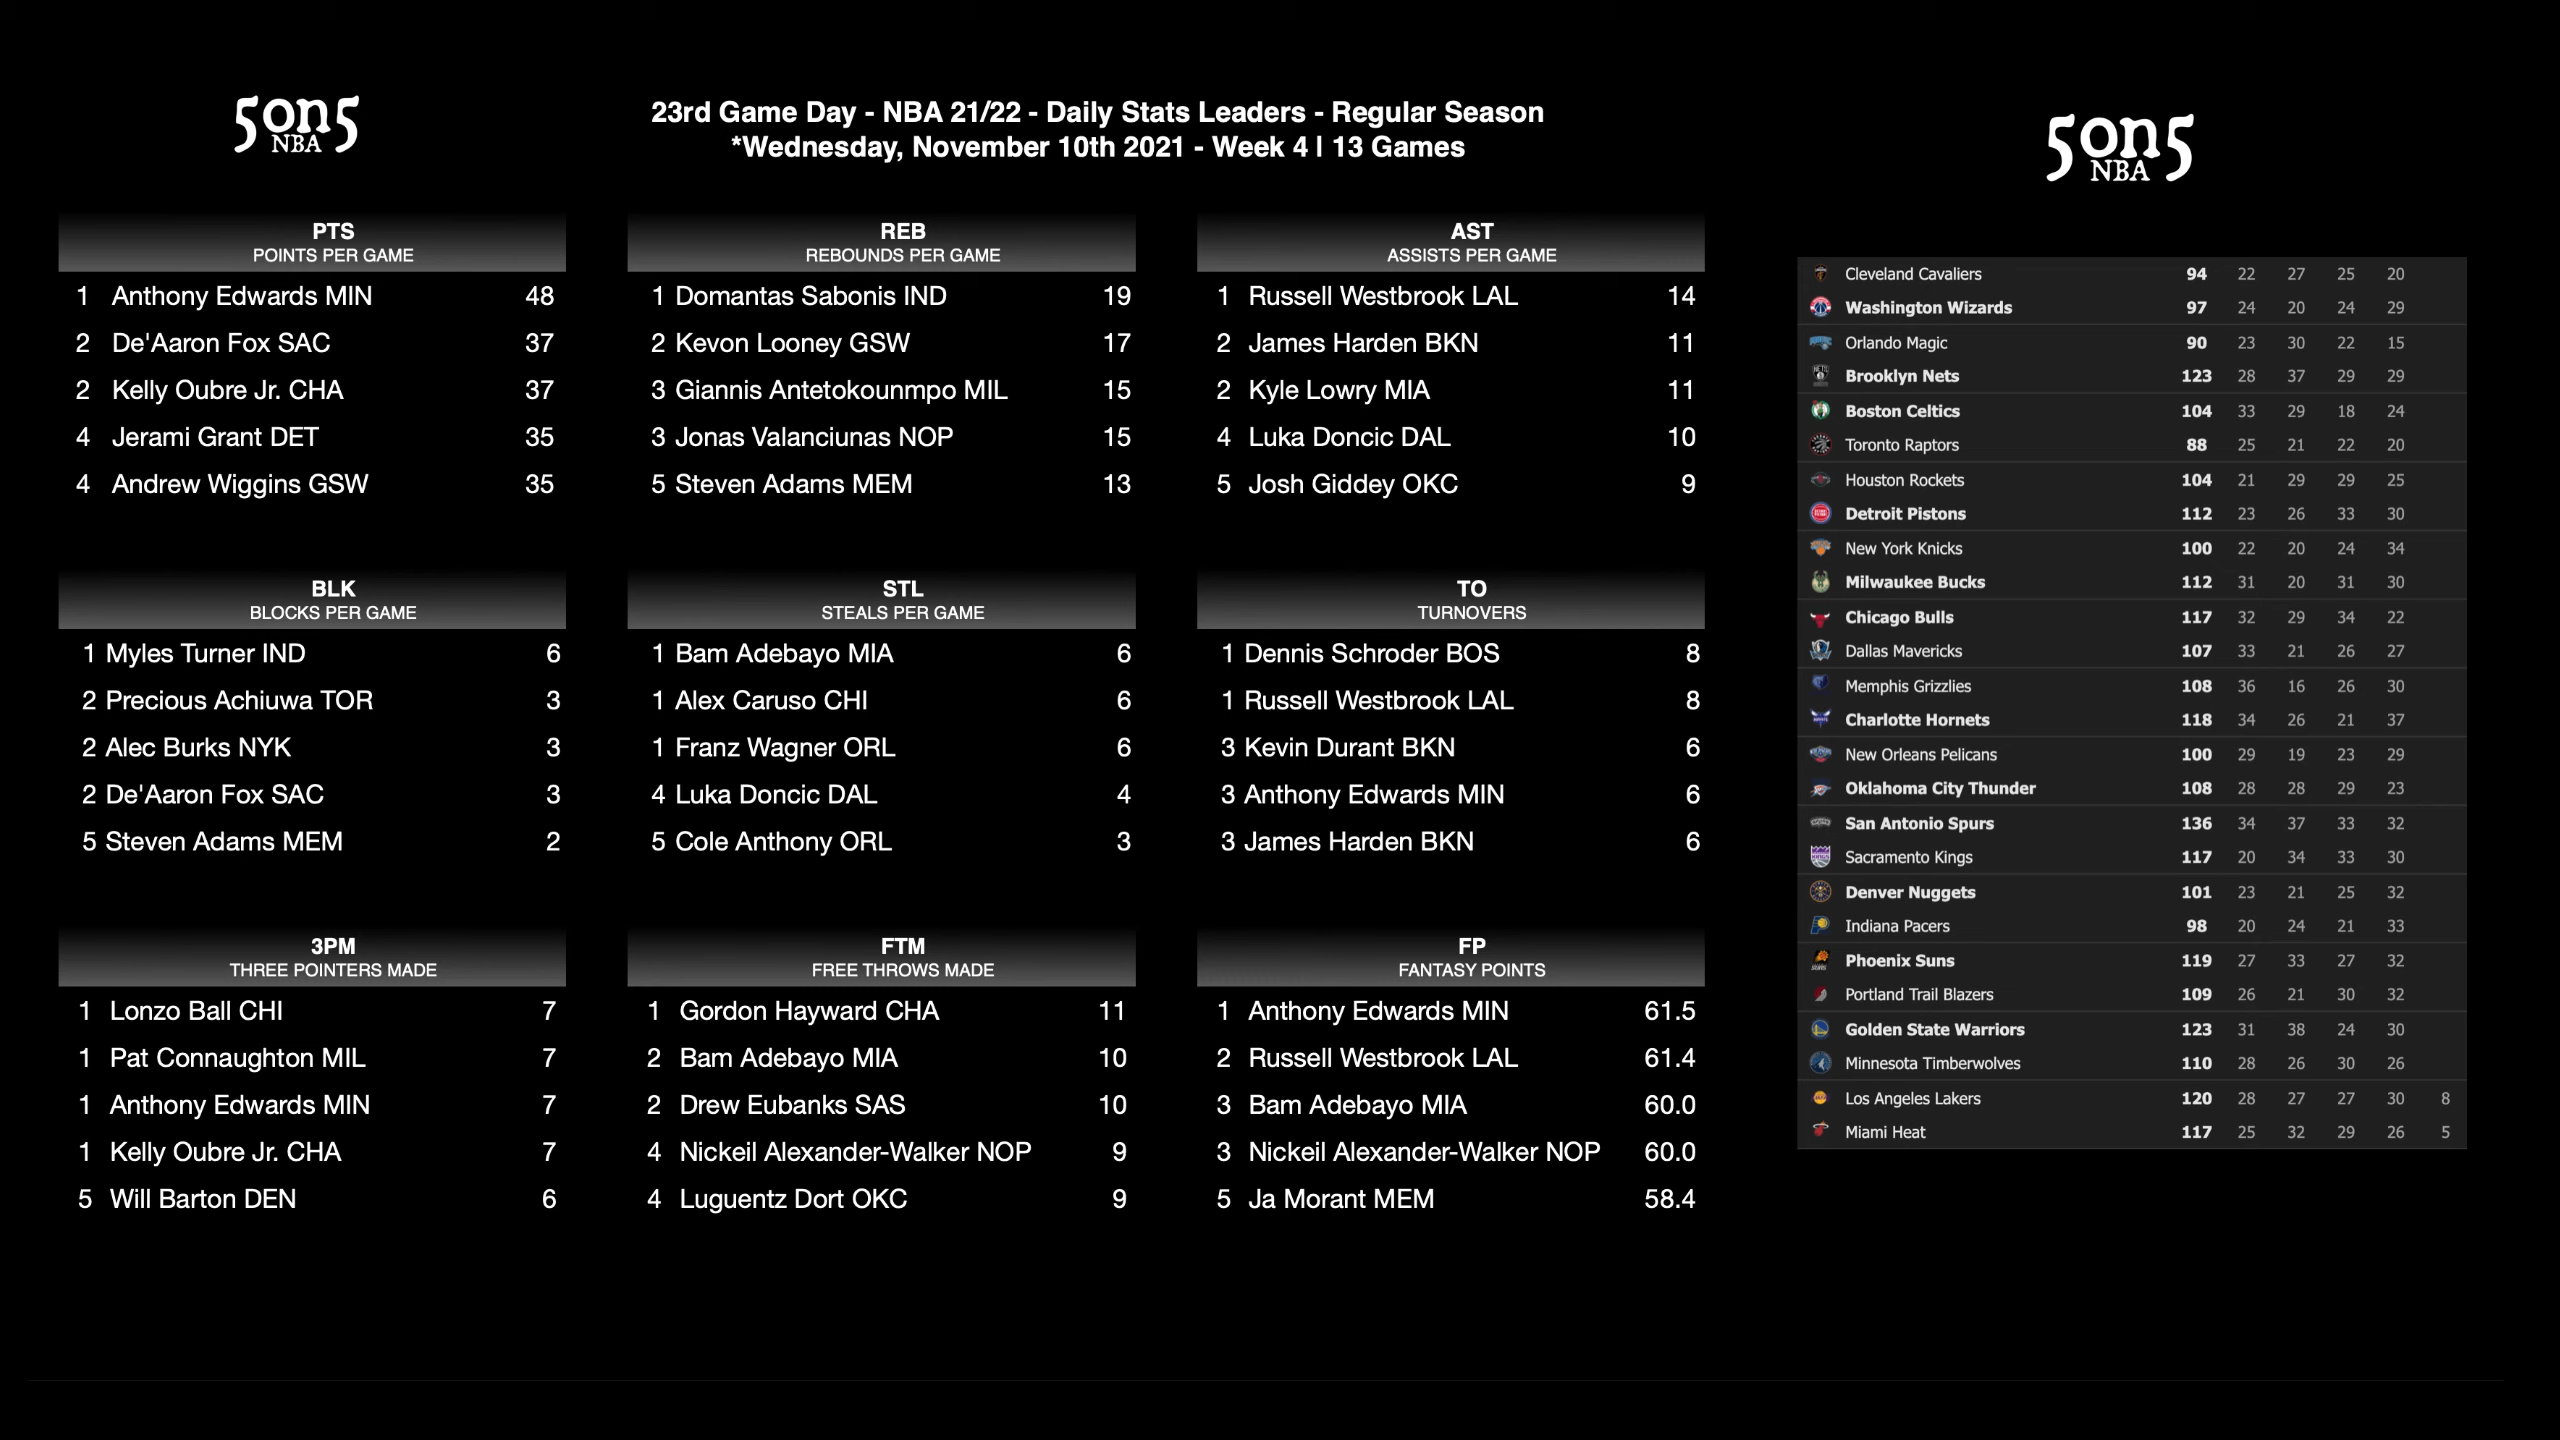 5on5
NBA
23rd Game Day - NBA 21/22 - Daily Stats Leaders - Regular Season
*Wednesday, November 10th 2021 - Week 4 | 13 Games
5on5
NBA
PTS
POINTS PER GAME
1 Anthony Edwards MIN 48
2 De'Aaron Fox SAC 37
2 Kelly Oubre Jr. CHA 37
4 Jerami Grant DET 35
4 Andrew Wiggins GSW 35
REB
REBOUNDS PER GAME
1 Domantas Sabonis IND 19
2 Kevon Looney GSW 17
3 Giannis Antetokounmpo MIL 15
3 Jonas Valanciunas NOP 15
5 Steven Adams MEM 13
AST
ASSISTS PER GAME
1 Russell Westbrook LAL 14
2 James Harden BKN 11
2 Kyle Lowry MIA 11
4 Luka Doncic DAL 10
5 Josh Giddey OKC 9
BLK
BLOCKS PER GAME
1 Myles Turner IND 6
2 Precious Achiuwa TOR 3
2 Alec Burks NYK 3
2 De'Aaron Fox SAC 3
5 Steven Adams MEM 2
STL
STEALS PER GAME
1 Bam Adebayo MIA 6
1 Alex Caruso CHI 6
1 Franz Wagner ORL 6
4 Luka Doncic DAL 4
5 Cole Anthony ORL 3
TO
TURNOVERS
1 Dennis Schroder BOS 8
1 Russell Westbrook LAL 8
3 Kevin Durant BKN 6
3 Anthony Edwards MIN 6
3 James Harden BKN 6
3PM
THREE POINTERS MADE
1 Lonzo Ball CHI 7
1 Pat Connaughton MIL 7
1 Anthony Edwards MIN 7
1 Kelly Oubre Jr. CHA 7
5 Will Barton DEN 6
FTM
FREE THROWS MADE
1 Gordon Hayward CHA 11
2 Bam Adebayo MIA 10
2 Drew Eubanks SAS 10
4 Nickeil Alexander-Walker NOP 9
4 Luguentz Dort OKC 9
FP
FANTASY POINTS
1 Anthony Edwards MIN 61.5
2 Russell Westbrook LAL 61.4
3 Bam Adebayo MIA 60.0
3 Nickeil Alexander-Walker NOP 60.0
5 Ja Morant MEM 58.4
Cleveland Cavaliers 94 22 27 25 20
Washington Wizards 97 24 20 24 29
Orlando Magic 90 23 30 22 15
Brooklyn Nets 123 28 37 29 29
Boston Celtics 104 33 29 18 24
Toronto Raptors 88 25 21 22 20
Houston Rockets 104 21 29 29 25
Detroit Pistons 112 23 26 33 30
New York Knicks 100 22 20 24 34
Milwaukee Bucks 112 31 20 31 30
Chicago Bulls 117 32 29 34 22
Dallas Mavericks 107 33 21 26 27
Memphis Grizzlies 108 36 16 26 30
Charlotte Hornets 118 34 26 21 37
New Orleans Pelicans 100 29 19 23 29
Oklahoma City Thunder 108 28 28 29 23
San Antonio Spurs 136 34 37 33 32
Sacramento Kings 117 20 34 33 30
Denver Nuggets 101 23 21 25 32
Indiana Pacers 98 20 24 21 33
Phoenix Suns 119 27 33 27 32
Portland Trail Blazers 109 26 21 30 32
Golden State Warriors 123 31 38 24 30
Minnesota Timberwolves 110 28 26 30 26
Los Angeles Lakers 120 28 27 27 30 8
Miami Heat 117 25 32 29 26 5